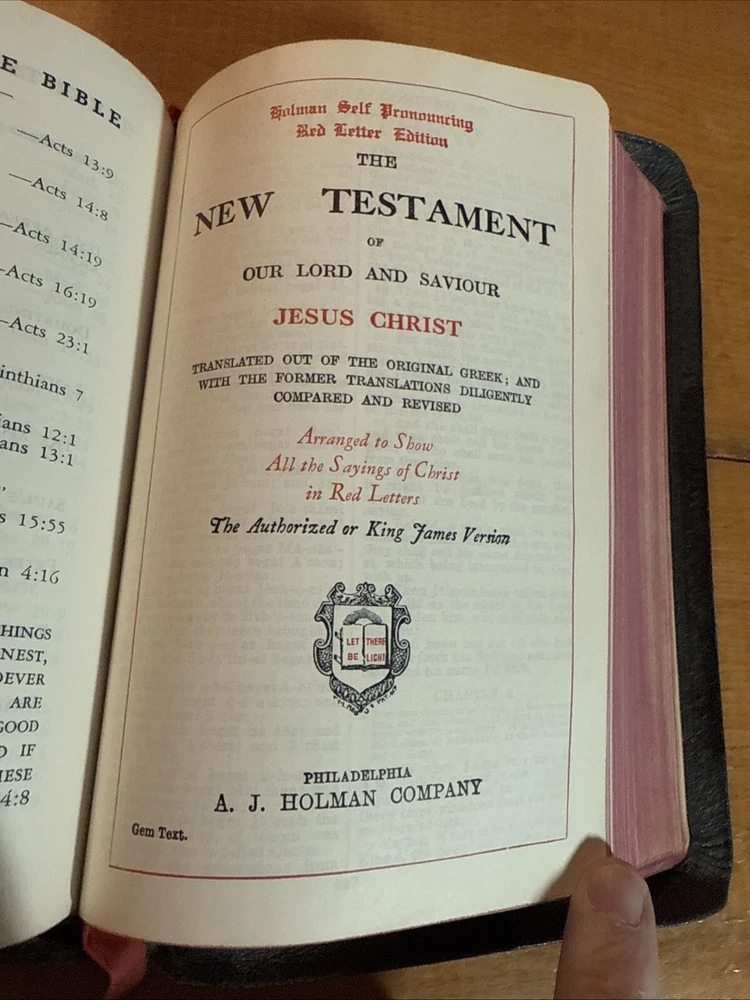 E BIBLE
—Acts 13:9
—Acts 14:8
—Acts 14:19
—Acts 16:19
—Acts 23:1
inthians 7
ians 12:1
ans 13:1
s 15:55
n 4:16
HINGS
NEST,
OEVER
ARE
GOOD
D IF
HESE
4:8
Holman Self Pronouncing
Red Letter Edition
THE
NEW TESTAMENT
OF
OUR LORD AND SAVIOUR
JESUS CHRIST
TRANSLATED OUT OF THE ORIGINAL GREEK; AND
WITH THE FORMER TRANSLATIONS DILIGENTLY
COMPARED AND REVISED
Arranged to Show
All the Sayings of Christ
in Red Letters
The Authorized or King James Version
LET THERE
BE LIGHT
PHILADELPHIA
A. J. HOLMAN COMPANY
Gem Text.